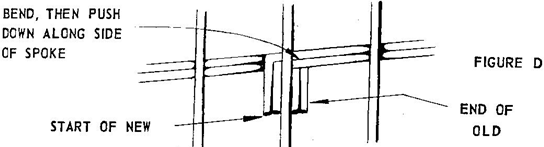 BEND, THEN PUSH
DOWN ALONG SIDE
OF SPOKE
FIGURE D
START OF NEW
END OF
OLD